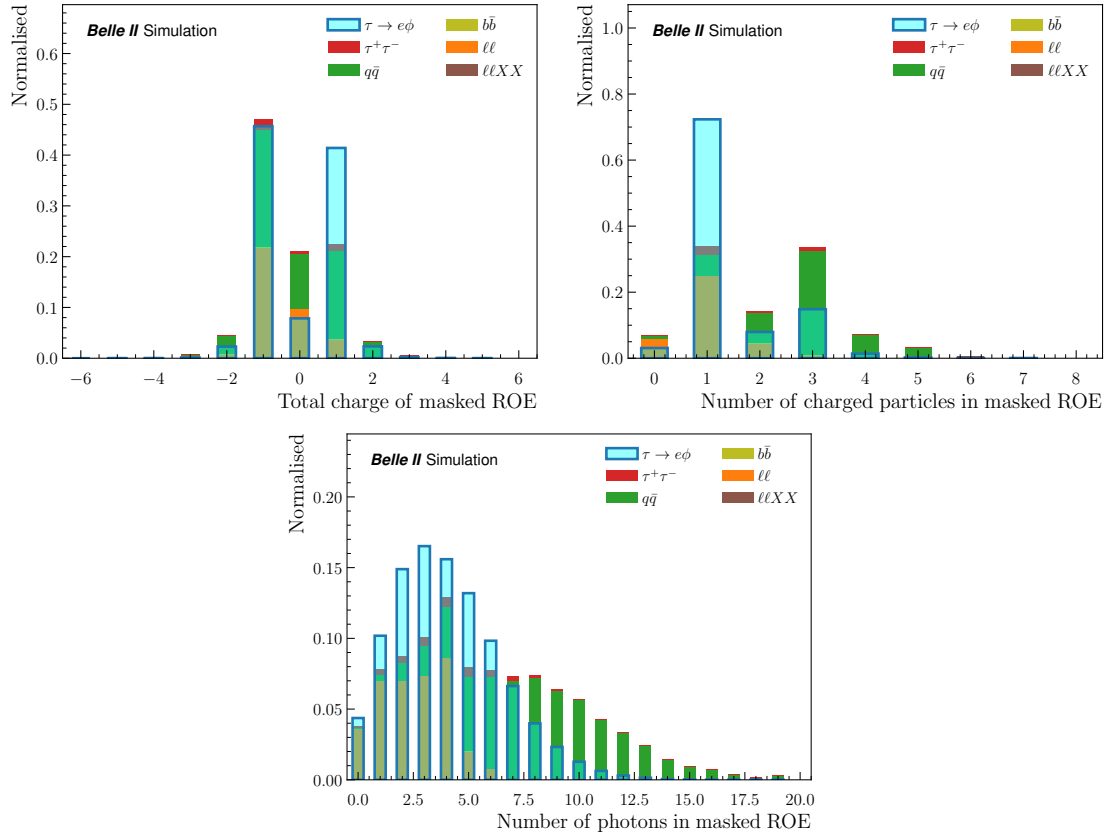 Normalised
Belle II Simulation
τ → eϕ
τ⁺τ⁻
qq̄
bb̄
ℓℓ
ℓℓXX
0.6
0.5
0.4
0.3
0.2
0.1
0.0
−6 −4 −2 0 2 4 6
Total charge of masked ROE
Normalised
Belle II Simulation
τ → eϕ
τ⁺τ⁻
qq̄
bb̄
ℓℓ
ℓℓXX
1.0
0.8
0.6
0.4
0.2
0.0
0 1 2 3 4 5 6 7 8
Number of charged particles in masked ROE
Normalised
Belle II Simulation
τ → eϕ
τ⁺τ⁻
qq̄
bb̄
ℓℓ
ℓℓXX
0.20
0.15
0.10
0.05
0.00
0.0 2.5 5.0 7.5 10.0 12.5 15.0 17.5 20.0
Number of photons in masked ROE